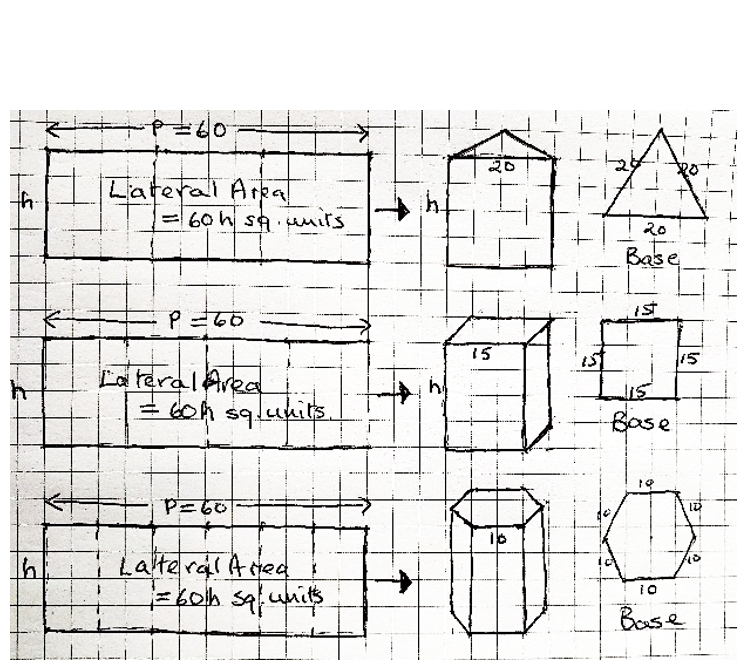 P = 60
h
Lateral Area
= 60h sq. units
h
20
20
20
20
Base
P = 60
h
Lateral Area
= 60h sq. units
h
15
15
15
15
15
Base
P = 60
h
Lateral Area
= 60h sq. units
10
10
10
10
10
10
10
Base